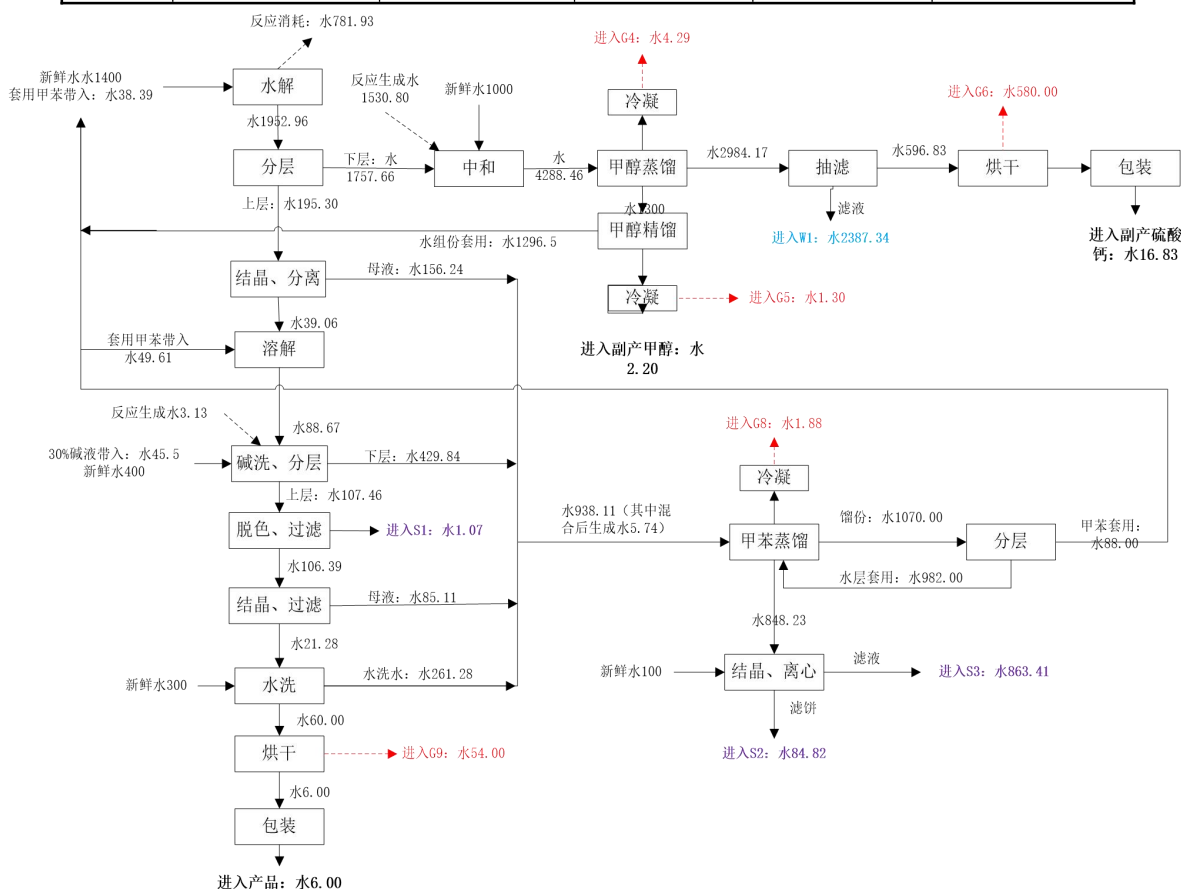 反应消耗：水781.93
进入G4：水4.29
新鲜水水1400
套用甲苯带入：水38.39
水解
反应生成水
1530.80
新鲜水1000
冷凝
进入G6：水580.00
水1952.96
分层
下层：水
1757.66
中和
水
4288.46
甲醇蒸馏
水2984.17
抽滤
水596.83
烘干
包装
上层：水195.30
水1300
滤液
甲醇精馏
水组份套用：水1296.5
进入W1：水2387.34
进入副产硫酸
钙：水16.83
结晶、分离
母液：水156.24
冷凝
进入G5：水1.30
水39.06
套用甲苯带入
水49.61
溶解
进入副产甲醇：水
2.20
反应生成水3.13
水88.67
进入G8：水1.88
30%碱液带入：水45.5
新鲜水400
碱洗、分层
下层：水429.84
冷凝
上层：水107.46
水938.11（其中混
合后生成水5.74）
脱色、过滤
进入S1：水1.07
甲苯蒸馏
馏份：水1070.00
分层
甲苯套用：
水88.00
水106.39
水层套用：水982.00
结晶、过滤
母液：水85.11
水848.23
水21.28
新鲜水300
水洗
水洗水：水261.28
新鲜水100
结晶、离心
滤液
进入S3：水863.41
水60.00
滤饼
烘干
进入G9：水54.00
进入S2：水84.82
水6.00
包装
进入产品：水6.00